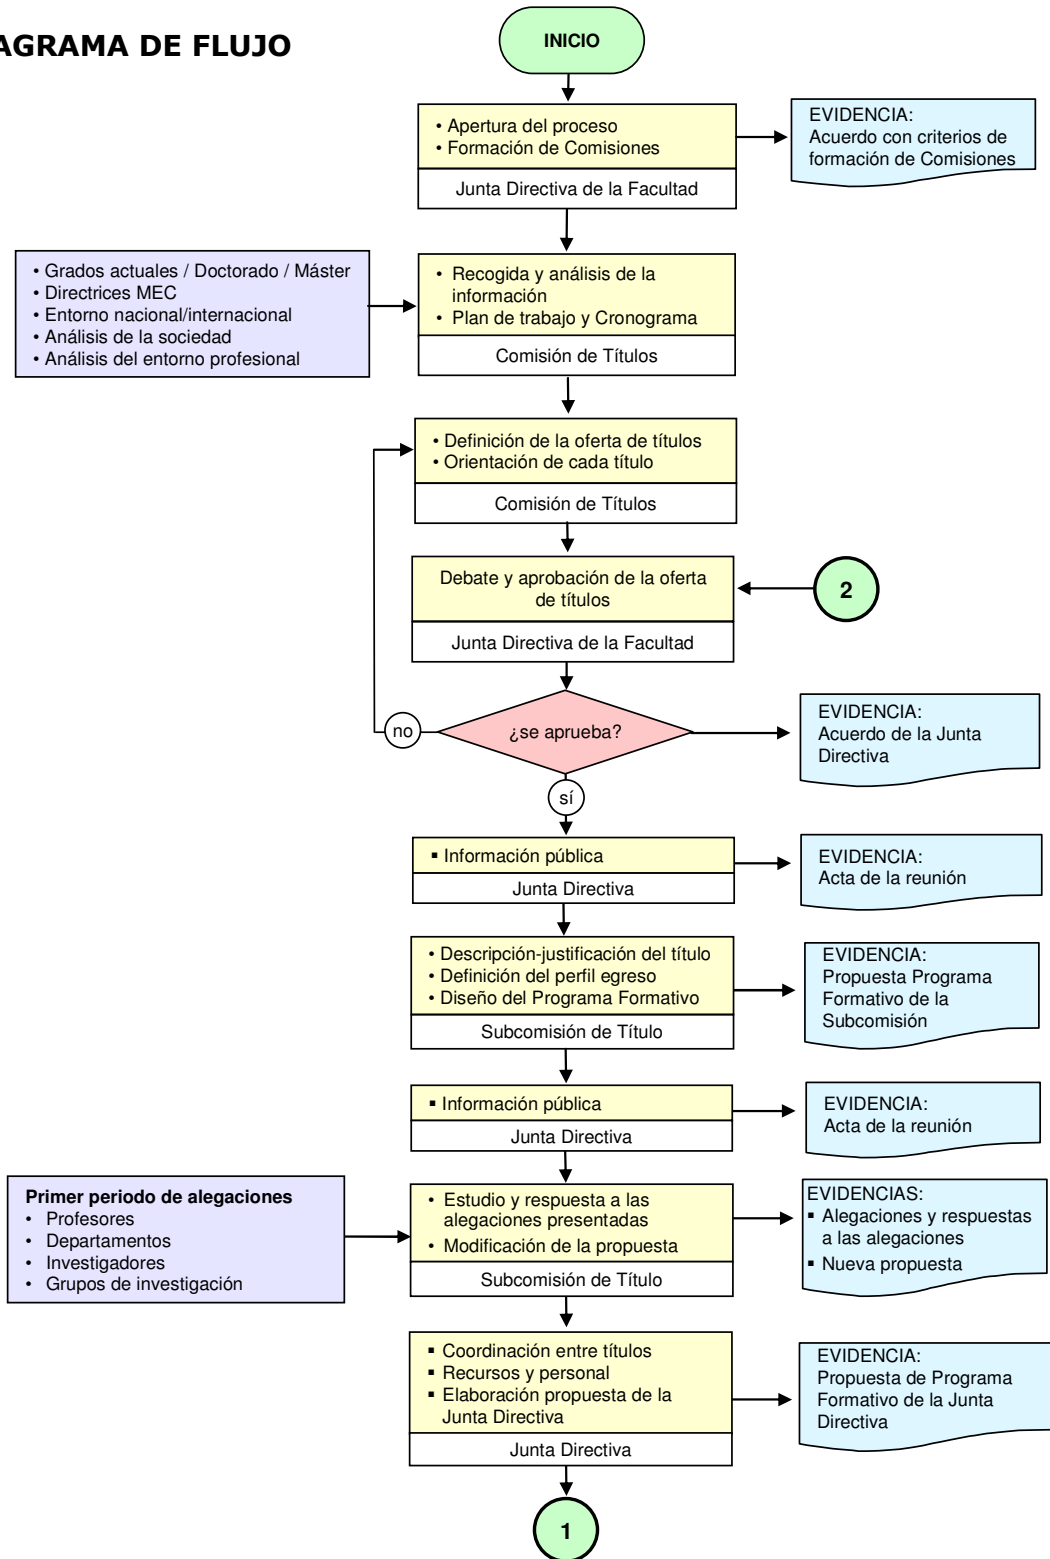 AGRAMA DE FLUJO
INICIO
• Apertura del proceso
• Formación de Comisiones
Junta Directiva de la Facultad
EVIDENCIA:
Acuerdo con criterios de
formación de Comisiones
• Grados actuales / Doctorado / Máster
• Directrices MEC
• Entorno nacional/internacional
• Análisis de la sociedad
• Análisis del entorno profesional
• Recogida y análisis de la
información
• Plan de trabajo y Cronograma
Comisión de Títulos
• Definición de la oferta de títulos
• Orientación de cada título
Comisión de Títulos
Debate y aprobación de la oferta
de títulos
Junta Directiva de la Facultad
2
¿se aprueba?
no
sí
EVIDENCIA:
Acuerdo de la Junta
Directiva
▪ Información pública
Junta Directiva
EVIDENCIA:
Acta de la reunión
• Descripción-justificación del título
• Definición del perfil egreso
• Diseño del Programa Formativo
Subcomisión de Título
EVIDENCIA:
Propuesta Programa
Formativo de la
Subcomisión
▪ Información pública
Junta Directiva
EVIDENCIA:
Acta de la reunión
Primer periodo de alegaciones
• Profesores
• Departamentos
• Investigadores
• Grupos de investigación
• Estudio y respuesta a las
alegaciones presentadas
• Modificación de la propuesta
Subcomisión de Título
EVIDENCIAS:
▪ Alegaciones y respuestas
a las alegaciones
▪ Nueva propuesta
▪ Coordinación entre títulos
▪ Recursos y personal
▪ Elaboración propuesta de la
Junta Directiva
Junta Directiva
EVIDENCIA:
Propuesta de Programa
Formativo de la Junta
Directiva
1